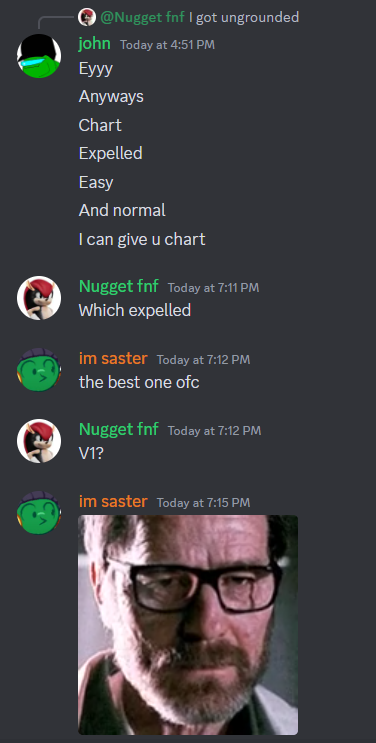 @Nugget fnf I got ungrounded
john Today at 4:51 PM
Eyyy
Anyways
Chart
Expelled
Easy
And normal
I can give u chart
Nugget fnf Today at 7:11 PM
Which expelled
im saster Today at 7:12 PM
the best one ofc
Nugget fnf Today at 7:12 PM
V1?
im saster Today at 7:15 PM